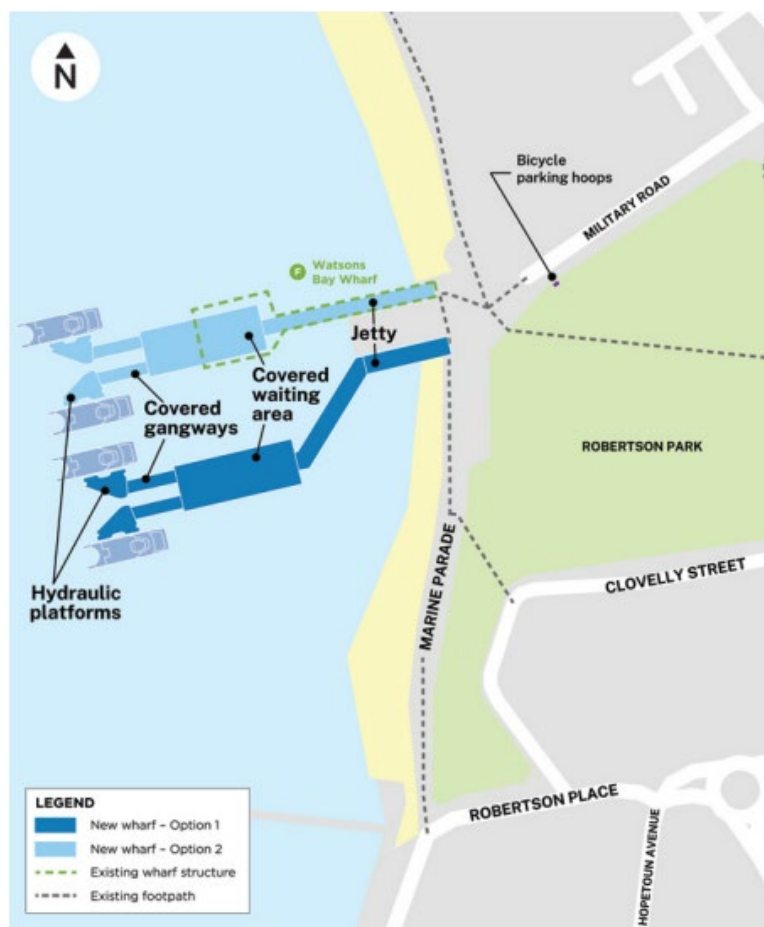 N
Bicycle
parking hoops
MILITARY ROAD
F
Watsons
Bay Wharf
Jetty
Covered
waiting
area
Covered
gangways
ROBERTSON PARK
Hydraulic
platforms
MARINE PARADE
CLOVELLY STREET
ROBERTSON PLACE
HOPETOUN AVENUE
LEGEND
New wharf – Option 1
New wharf – Option 2
Existing wharf structure
Existing footpath